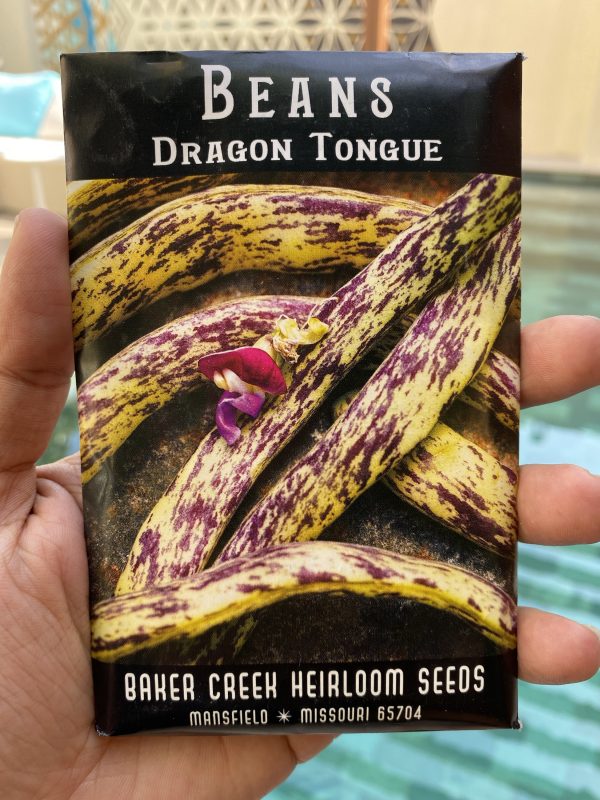 BEANS
DRAGON TONGUE
BAKER CREEK HEIRLOOM SEEDS
MANSFIELD ✷ MISSOURI 65704